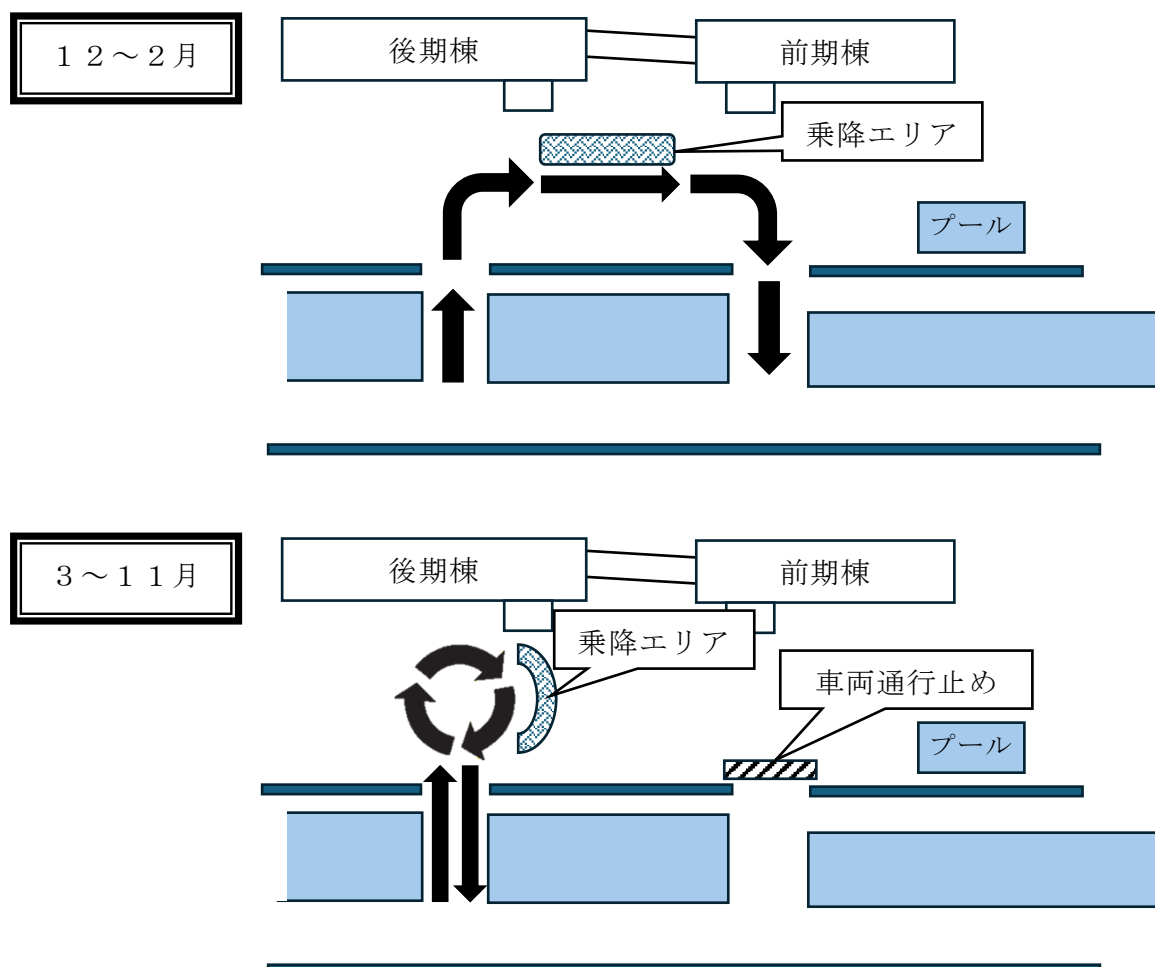 １２～２月
後期棟
前期棟
乗降エリア
プール
３～１１月
後期棟
前期棟
乗降エリア
車両通行止め
プール